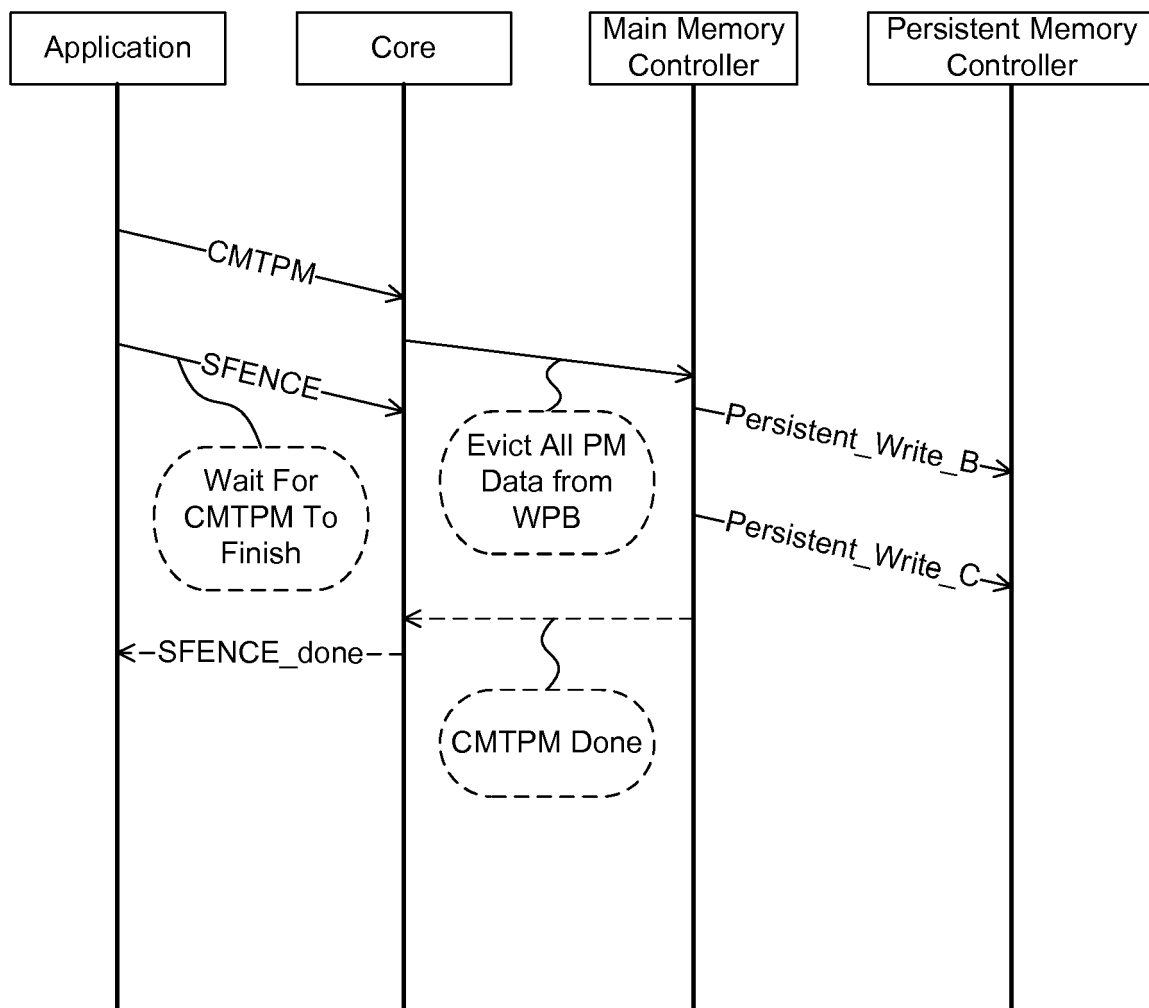 Application
Core
Main Memory
Controller
Persistent Memory
Controller
CMTPM
SFENCE
Wait For
CMTPM To
Finish
Evict All PM
Data from
WPB
Persistent_Write_B
Persistent_Write_C
SFENCE_done
CMTPM Done